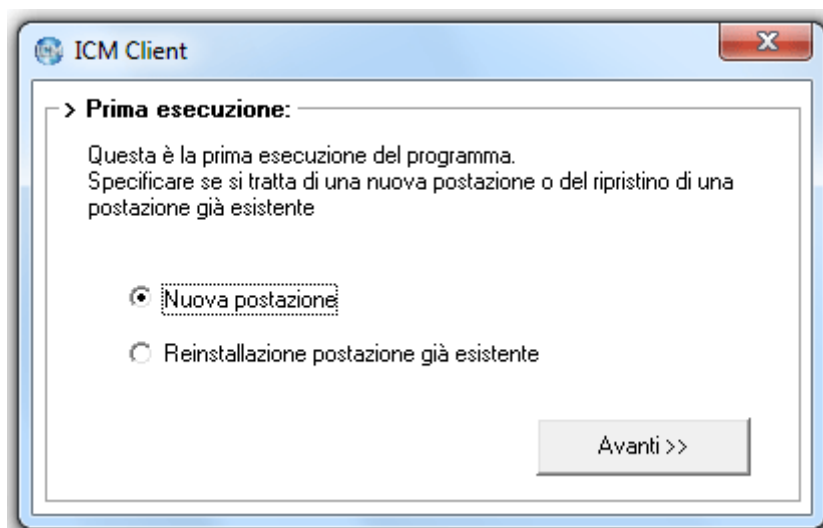 ICM Client
> Prima esecuzione:
Questa è la prima esecuzione del programma.
Specificare se si tratta di una nuova postazione o del ripristino di una
postazione già esistente
Nuova postazione
Reinstallazione postazione già esistente
Avanti >>